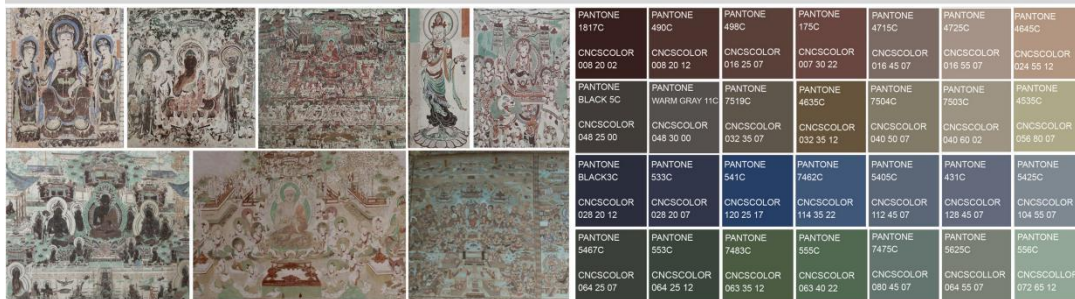 PANTONE
1817C
CNCSCOLOR
008 20 02
PANTONE
490C
CNCSCOLOR
008 20 12
PANTONE
498C
CNCSCOLOR
016 25 07
PANTONE
175C
CNCSCOLOR
007 30 22
PANTONE
4715C
CNCSCOLOR
016 45 07
PANTONE
4725C
CNCSCOLOR
016 55 07
PANTONE
4645C
CNCSCOLOR
024 55 12
PANTONE
BLACK 5C
CNCSCOLOR
048 25 00
PANTONE
WARM GRAY 11C
CNCSCOLOR
048 30 00
PANTONE
7519C
CNCSCOLOR
032 35 07
PANTONE
4635C
CNCSCOLOR
032 35 12
PANTONE
7504C
CNCSCOLOR
040 50 07
PANTONE
7503C
CNCSCOLOR
040 60 02
PANTONE
4535C
CNCSCOLOR
056 80 07
PANTONE
BLACK3C
CNCSCOLOR
028 20 12
PANTONE
533C
CNCSCOLOR
028 20 07
PANTONE
541C
CNCSCOLOR
120 25 17
PANTONE
7462C
CNCSCOLOR
114 35 22
PANTONE
5405C
CNCSCOLOR
112 45 07
PANTONE
431C
CNCSCOLOR
128 45 07
PANTONE
5425C
CNCSCOLOR
104 55 07
PANTONE
5467C
CNCSCOLOR
064 25 07
PANTONE
553C
CNCSCOLOR
064 25 12
PANTONE
7483C
CNCSCOLOR
063 35 12
PANTONE
555C
CNCSCOLOR
063 40 22
PANTONE
7475C
CNCSCOLOR
080 45 07
PANTONE
5625C
CNCSCOLLOR
064 55 07
PANTONE
556C
CNCSCOLLOR
072 65 12